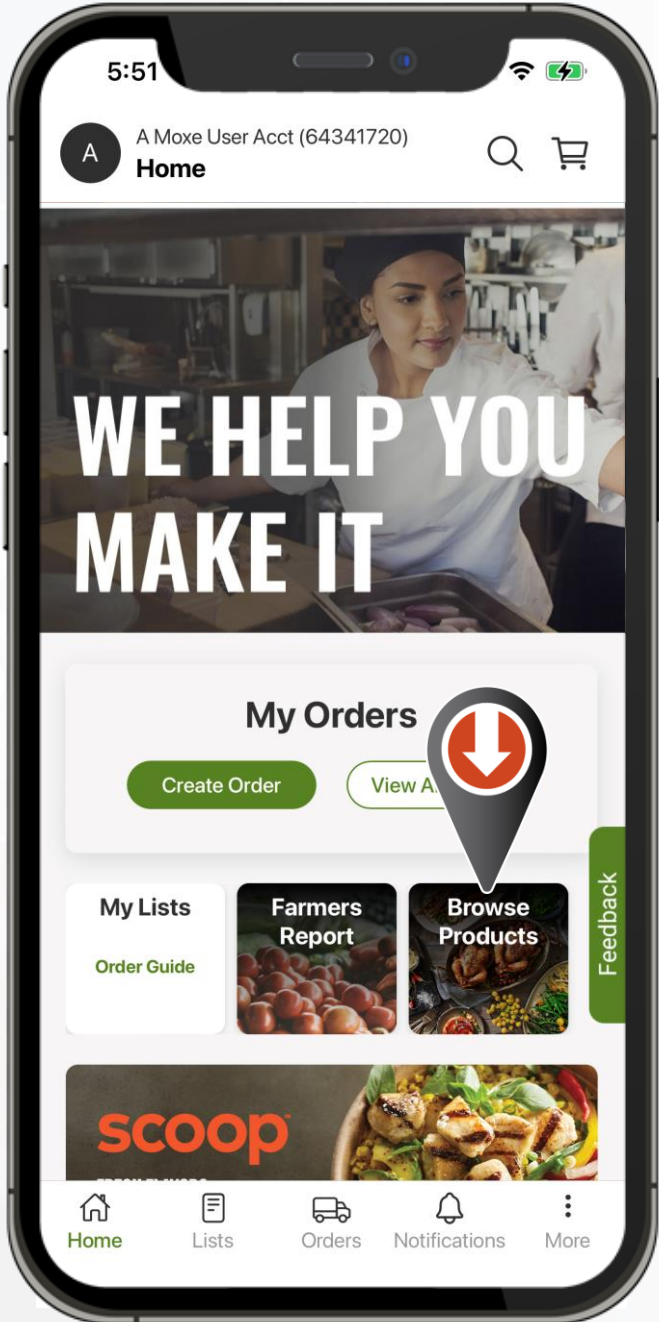 5:51
A
A Moxe User Acct (64341720)
Home
WE HELP YOU
MAKE IT
My Orders
Create Order
View
My Lists
Order Guide
Farmers
Report
Browse
Products
Feedback
scoop™
Home
Lists
Orders
Notifications
More